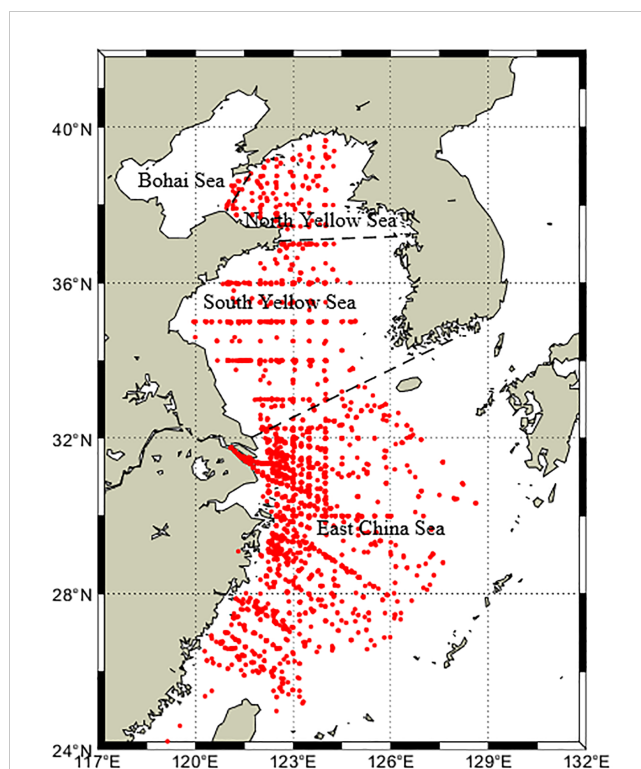 40°N
Bohai Sea
North Yellow Sea
36°N
South Yellow Sea
32°N
East China Sea
28°N
24°N
117°E 120°E 123°E 126°E 129°E 132°E